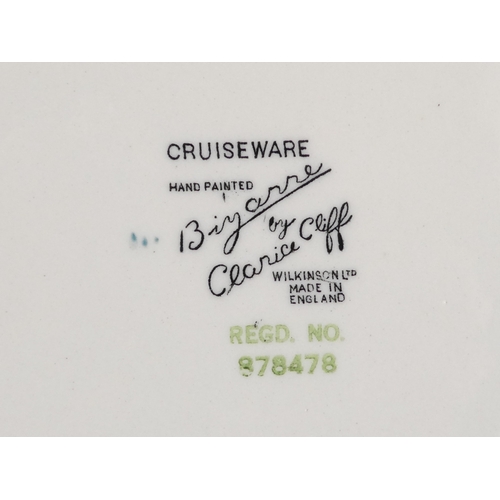 CRUISEWARE
HAND PAINTED
Bizarre
by
Clarice Cliff
WILKINSON LTD
MADE IN
ENGLAND
REGD. NO.
878478